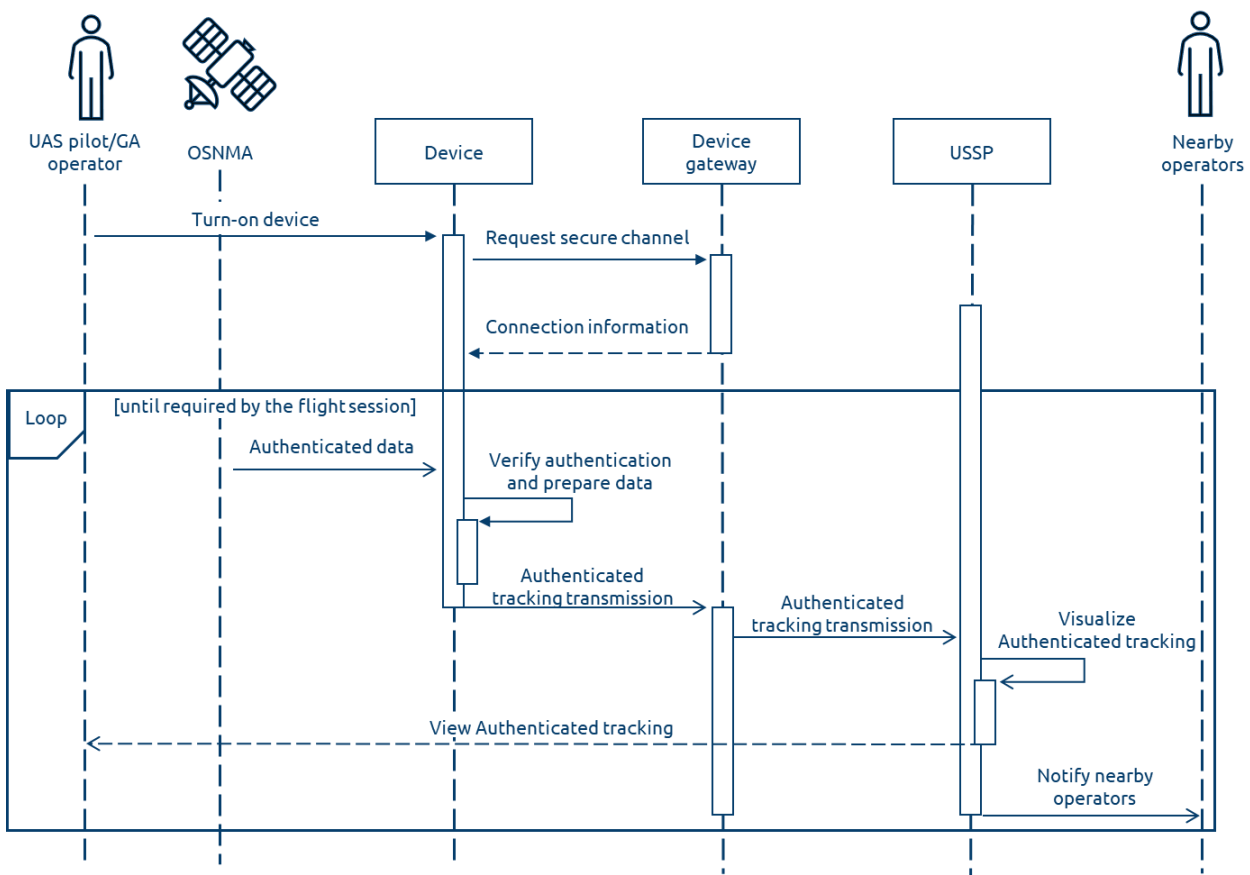 UAS pilot/GA
operator
OSNMA
Device
Device
gateway
USSP
Nearby
operators
Turn-on device
Request secure channel
Connection information
Loop
[until required by the flight session]
Authenticated data
Verify authentication
and prepare data
Authenticated
tracking transmission
Authenticated
tracking transmission
Visualize
Authenticated tracking
View Authenticated tracking
Notify nearby
operators